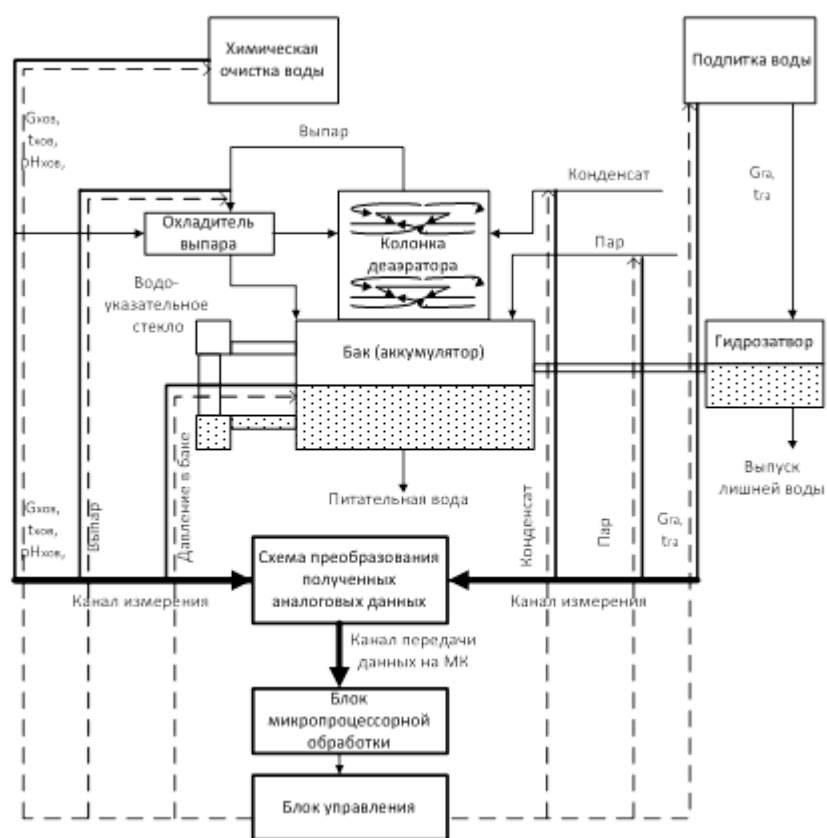 Химическая
очистка воды
Подпитка воды
Gхов,
tхов,
pHхов,
Выпар
Конденсат
Gга,
tга
Охладитель
выпара
Колонка
деаэратора
Пар
Водо-
указательное
стекло
Бак (аккумулятор)
Гидрозатвор
Давление в баке
Питательная вода
Выпуск
лишней воды
Gхов,
tхов,
pHхов,
Выпар
Конденсат
Пар
Gга,
tга
Схема преобразования
полученных
аналоговых данных
Канал измерения
Канал измерения
Канал передачи
данных на МК
Блок
микропроцессорной
обработки
Блок управления